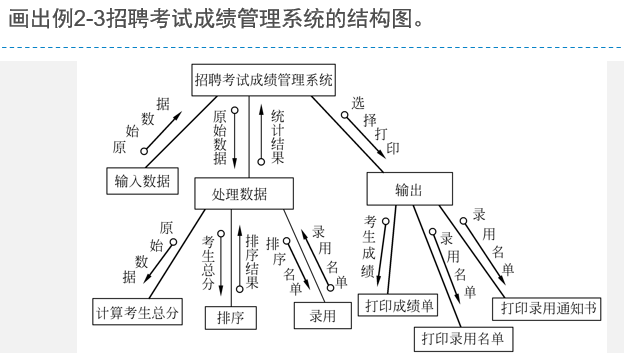 画出例2-3招聘考试成绩管理系统的结构图。
招聘考试成绩管理系统
原始数据
原始数据
统计结果
选择打印
输入数据
处理数据
输出
原始数据
考生总分
排序结果
排序名单
录用名单
考生成绩
录用名单
录用名单
计算考生总分
排序
录用
打印成绩单
打印录用名单
打印录用通知书